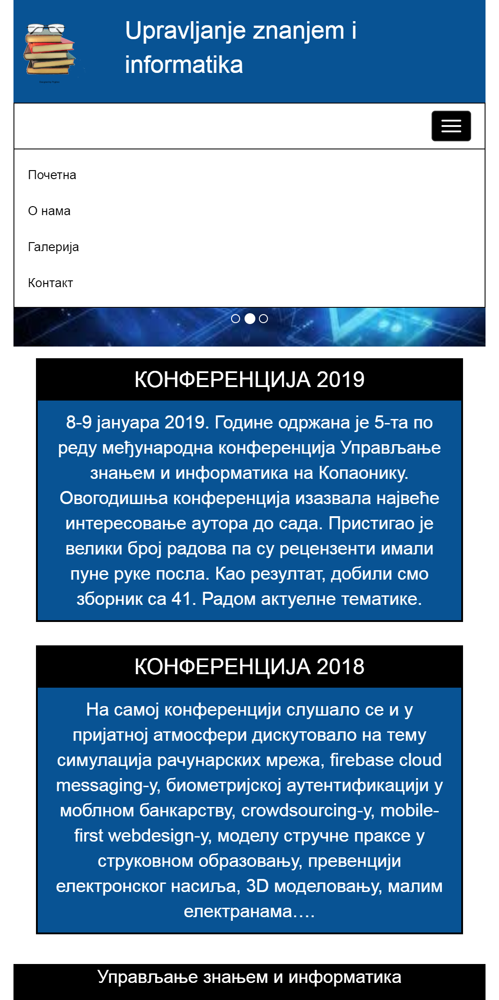 Upravljanje znanjem i
informatika
Почетна
О нама
Галерија
Контакт
КОНФЕРЕНЦИЈА 2019
8-9 јануара 2019. Године одржана је 5-та по
реду међународна конференција Управљање
знањем и информатика на Копаонику.
Овогодишња конференција изазвала највеће
интересовање аутора до сада. Пристигао је
велики број радова па су рецензенти имали
пуне руке посла. Као резултат, добили смо
зборник са 41. Радом актуелне тематике.
КОНФЕРЕНЦИЈА 2018
На самој конференцији слушало се и у
пријатној атмосфери дискутовало на тему
симулација рачунарских мрежа, firebase cloud
messaging-у, биометријској аутентификацији у
моблном банкарству, crowdsourcing-у, mobile-
first webdesign-у, моделу стручне праксе у
струковном образовању, превенцији
електронског насиља, 3D моделовању, малим
електранама….
Управљање знањем и информатика